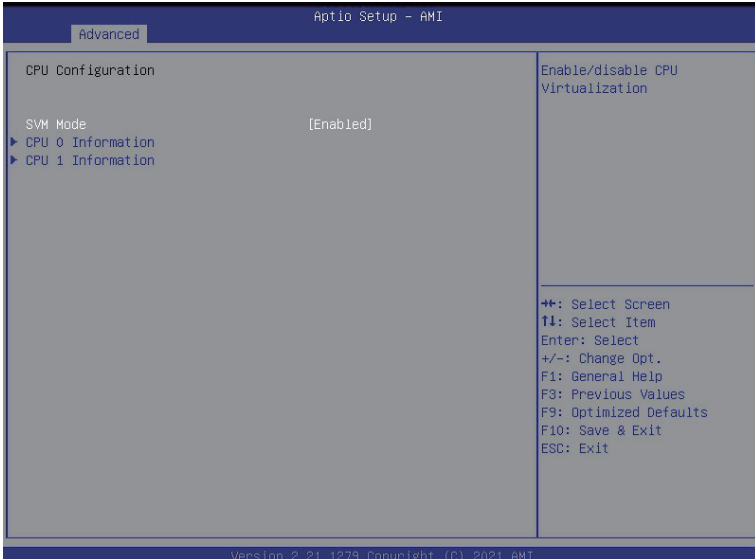 Aptio Setup – AMI
Advanced
CPU Configuration
SVM Mode [Enabled]
CPU 0 Information
CPU 1 Information
Enable/disable CPU
Virtualization
→←: Select Screen
↑↓: Select Item
Enter: Select
+/-: Change Opt.
F1: General Help
F3: Previous Values
F9: Optimized Defaults
F10: Save & Exit
ESC: Exit
Version 2.21.1279 Copyright (C) 2021 AMI